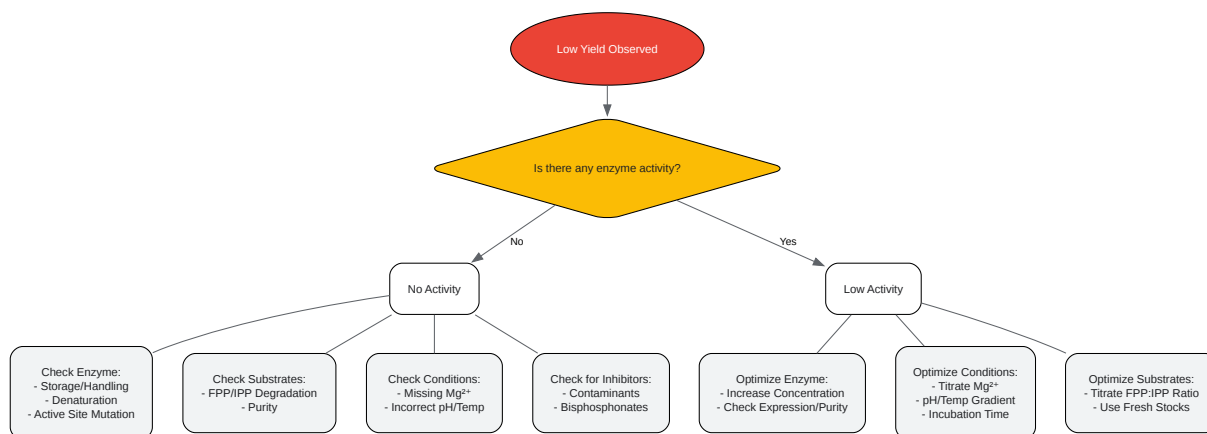 Low Yield Observed
Is there any enzyme activity?
No
Yes
No Activity
Low Activity
Check Enzyme:
- Storage/Handling
- Denaturation
- Active Site Mutation
Check Substrates:
- FPP/IPP Degradation
- Purity
Check Conditions:
- Missing Mg²⁺
- Incorrect pH/Temp
Check for Inhibitors:
- Contaminants
- Bisphosphonates
Optimize Enzyme:
- Increase Concentration
- Check Expression/Purity
Optimize Conditions:
- Titrate Mg²⁺
- pH/Temp Gradient
- Incubation Time
Optimize Substrates:
- Titrate FPP:IPP Ratio
- Use Fresh Stocks